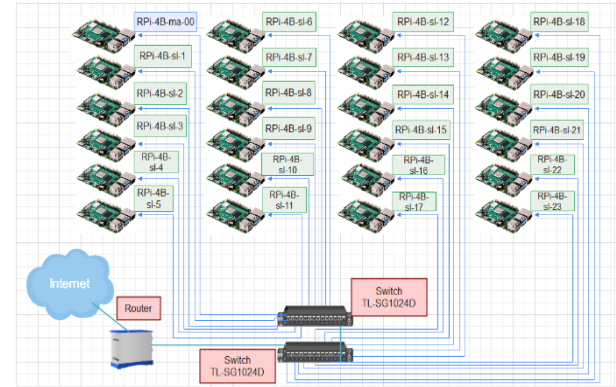 RPi-4B-ma-00
RPi-4B-sl-6
RPi-4B-sl-12
RPi-4B-sl-18
RPi-4B-sl-1
RPi-4B-sl-7
RPi-4B-sl-13
RPi-4B-sl-19
RPi-4B-sl-2
RPi-4B-sl-8
RPi-4B-sl-14
RPi-4B-sl-20
RPi-4B-sl-3
RPi-4B-sl-9
RPi-4B-sl-15
RPi-4B-sl-21
RPi-4B-
sl-4
RPi-4B-
sl-10
RPi-4B-
sl-16
RPi-4B-
sl-22
RPi-4B-
sl-5
RPi-4B-
sl-11
RPi-4B-
sl-17
RPi-4B-
sl-23
Internet
Router
Switch
TL-SG1024D
Switch
TL-SG1024D